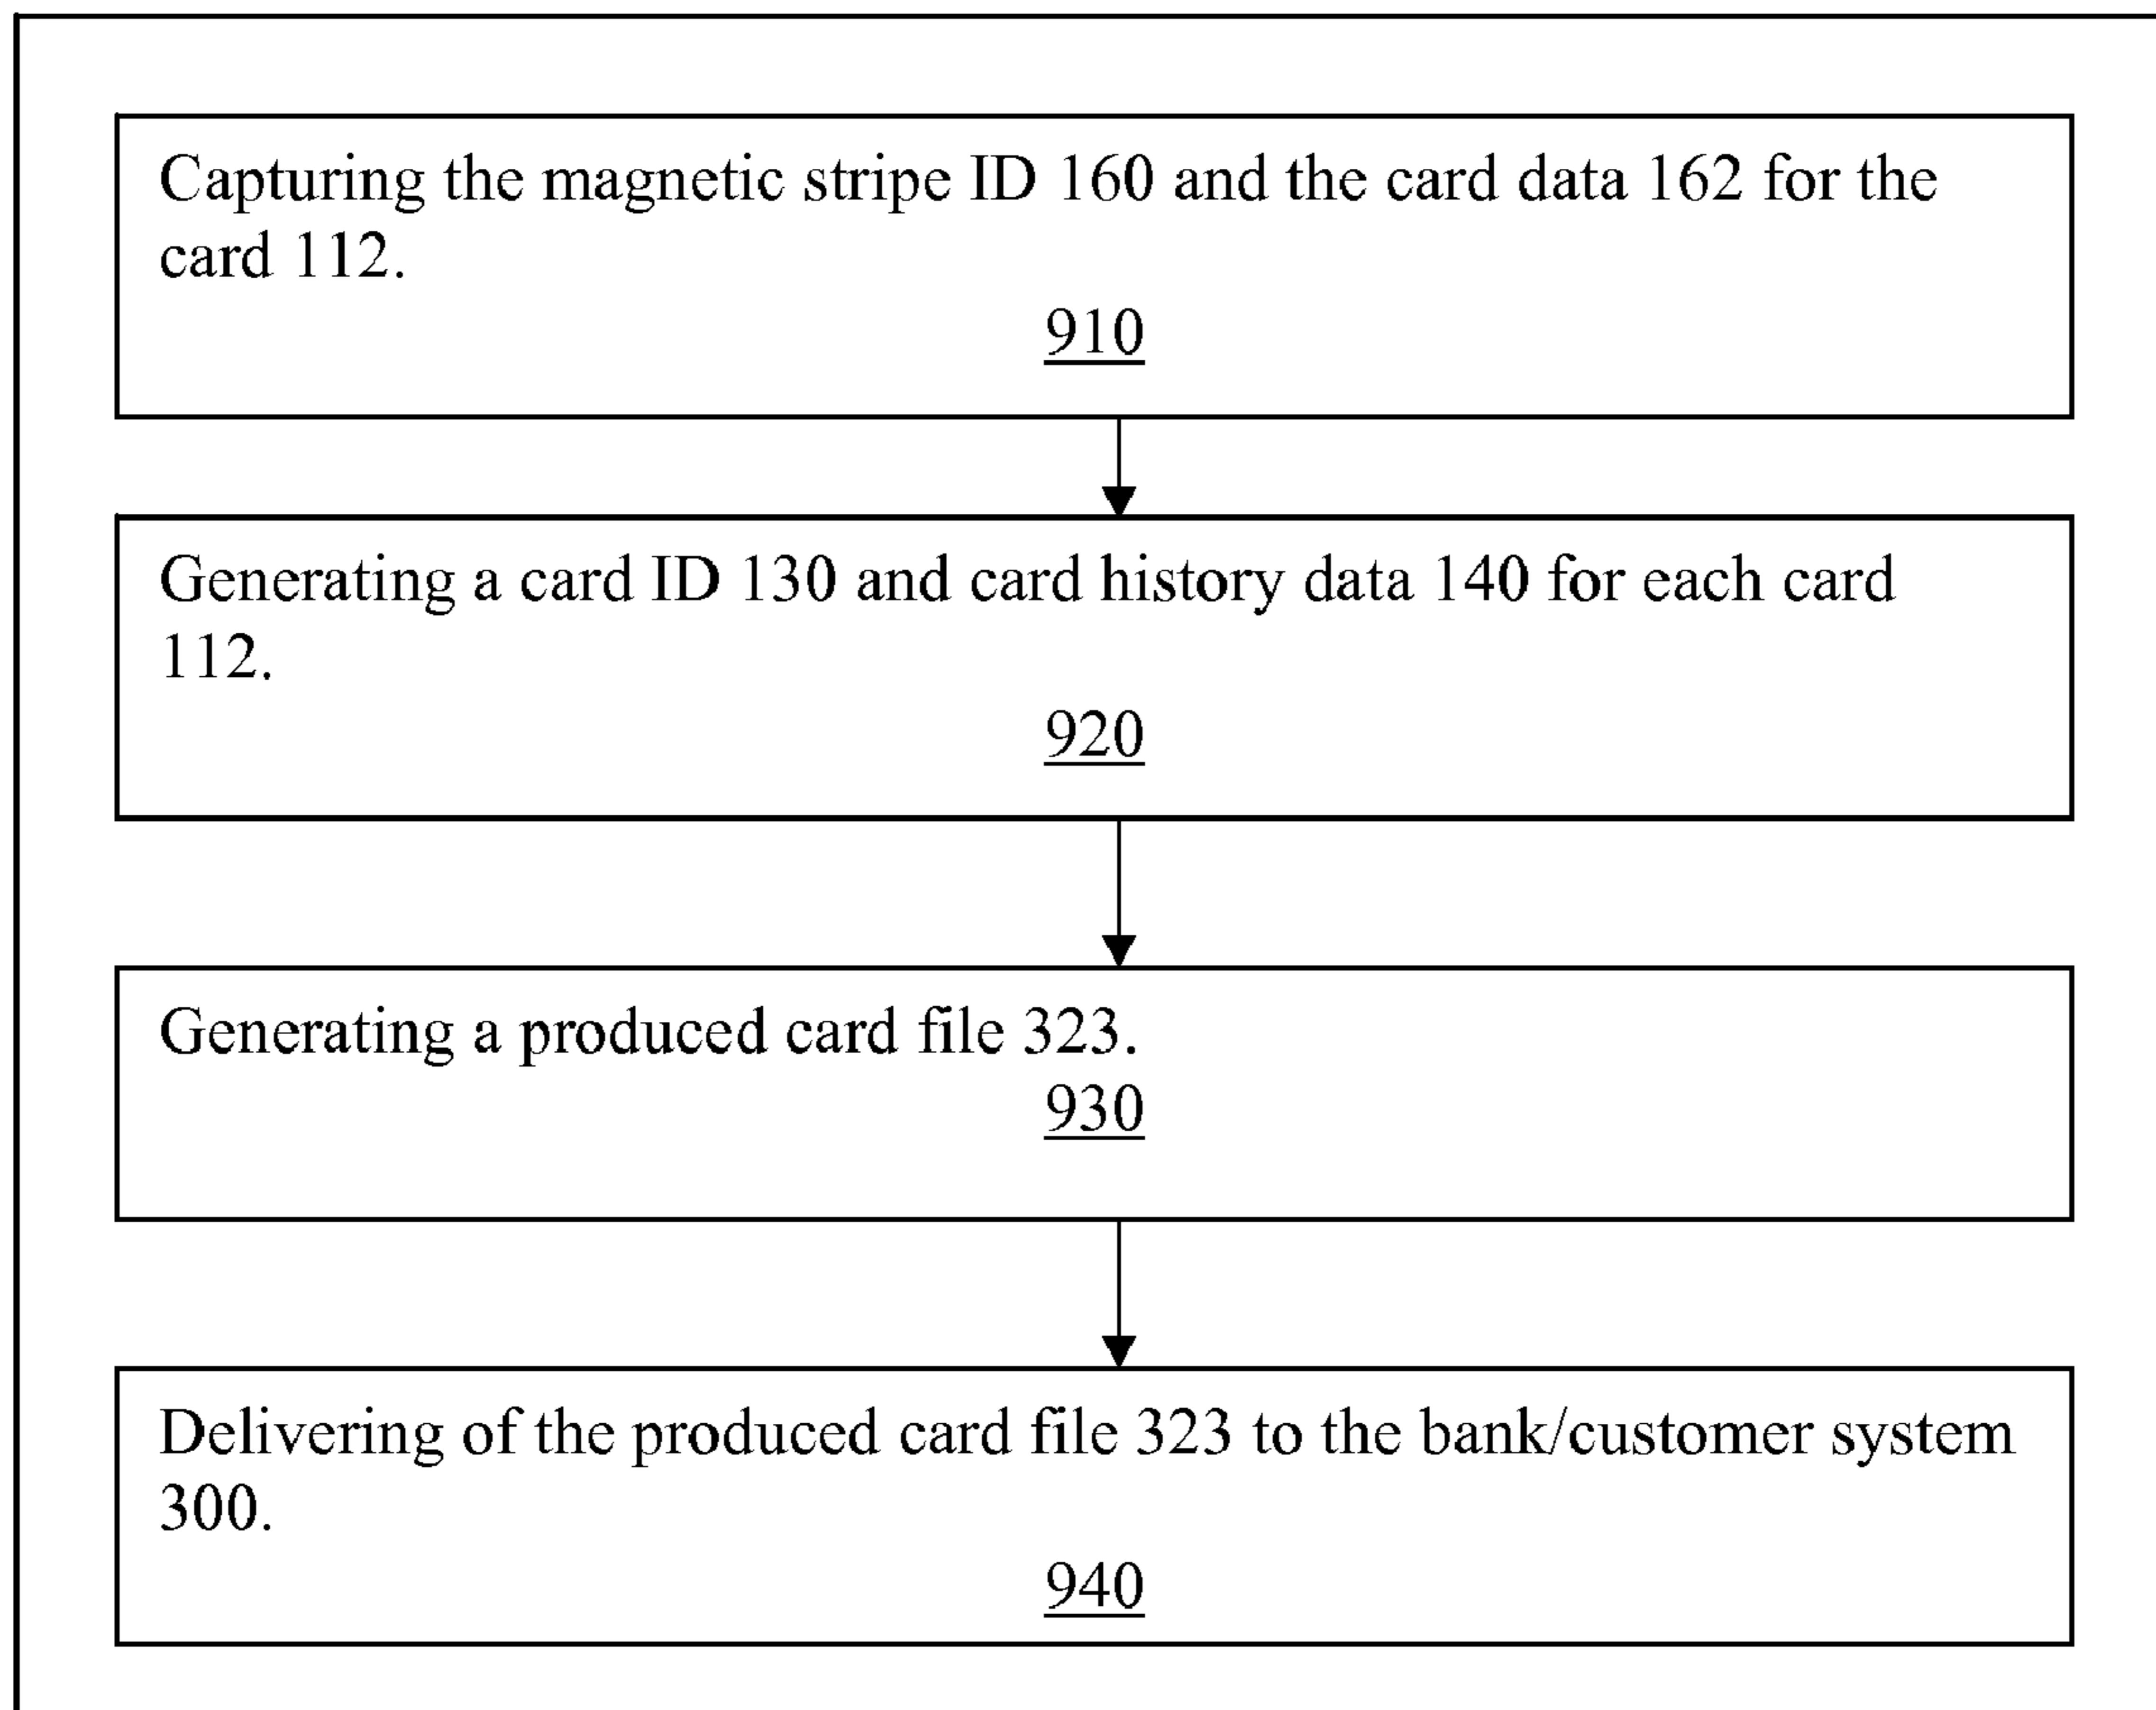 Capturing the magnetic stripe ID 160 and the card data 162 for the
card 112.
910
Generating a card ID 130 and card history data 140 for each card
112.
920
Generating a produced card file 323.
930
Delivering of the produced card file 323 to the bank/customer system
300.
940